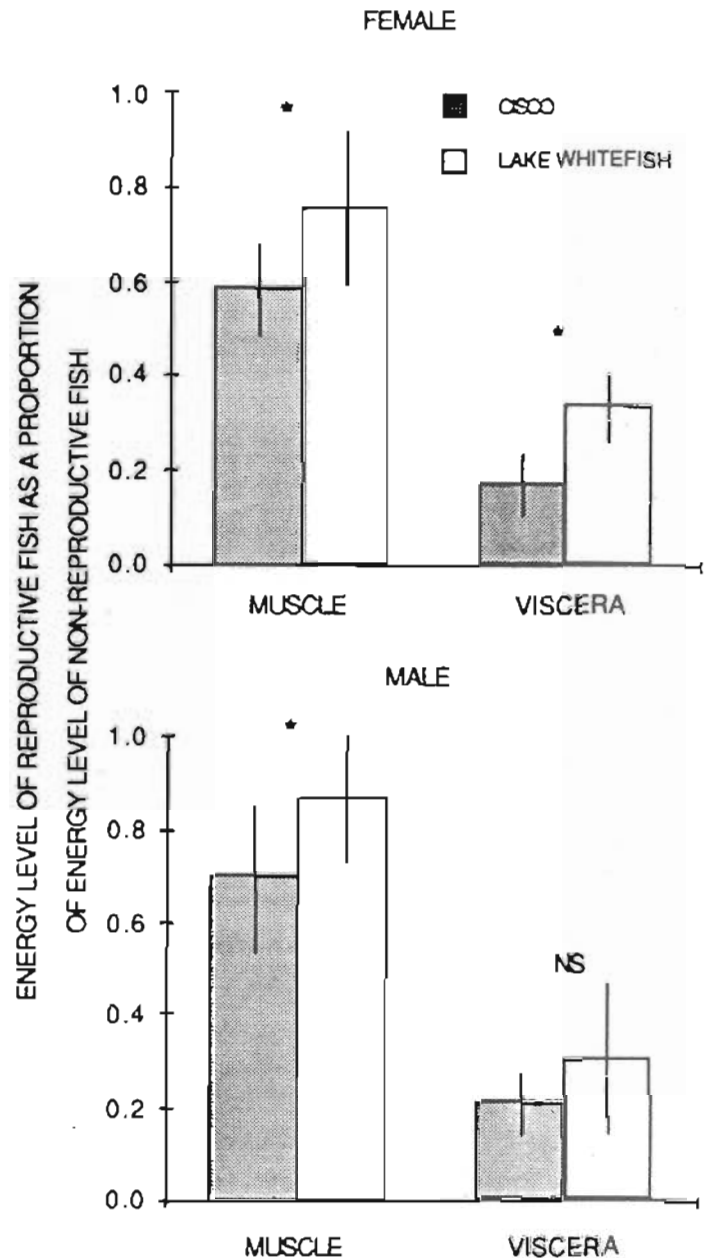 FEMALE
1.0
0.8
0.6
0.4
0.2
0.0
*
*
CISCO
LAKE WHITEFISH
MUSCLE VISCERA
ENERGY LEVEL OF REPRODUCTIVE FISH AS A PROPORTION
OF ENERGY LEVEL OF NON-REPRODUCTIVE FISH
MALE
1.0
0.8
0.6
0.4
0.2
0.0
*
NS
MUSCLE VISCERA